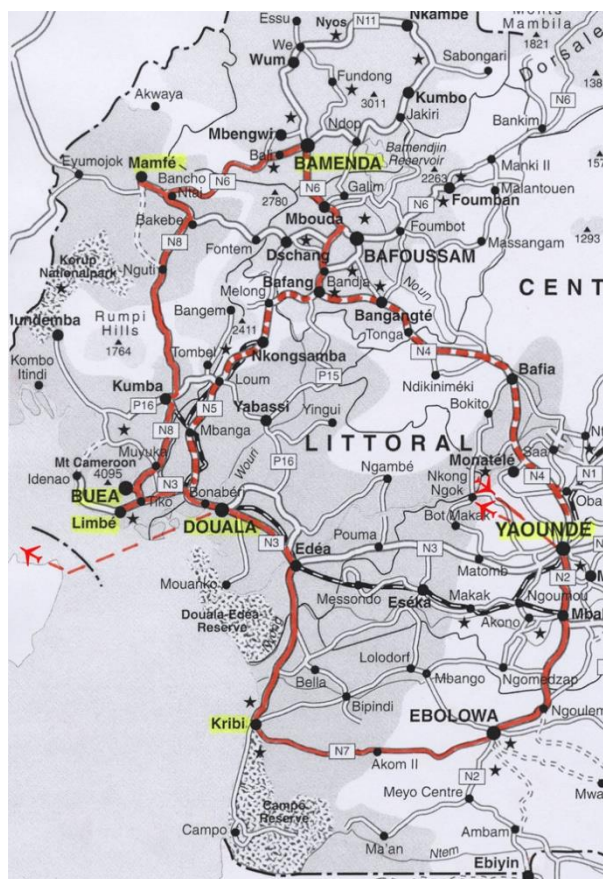 Essu
Nyos
N11
Nkambe
Monts
Mambila
We
1821
Wum
Sabongari
Dorsale
Akwaya
Fundong
3011
Kumbo
138
N6
Mbengwi
Ndop
Jakiri
Bankim
Bali
BAMENDA
Bamendjin
Reservoir
Eyumojok
Mamfé
Bancho
Ntai
N6
N6
Galim
2263
N6
Manki II
157
2780
Foumban
Malantouen
Bakebe
Mbouda
Foumbot
Massangam
N8
Fontem
Dschang
BAFOUSSAM
1293
Korup
Nationalpark
Nguti
Bandja
Noun
CENT
Melong
Bafang
Rumpi
Hills
Bangem
2411
Bangangté
Mundemba
1764
Tonga
N4
Kombo
Itindi
Tombel
Nkongsamba
Ndikiniméki
Bafia
Loum
P15
Kumba
P16
N5
Yabassi
Yingui
Bokito
N8
Mbanga
LITTORAL
Muyuka
Wouri
P16
Saa
Mt Cameroon
Ngambé
Monatélé
N1
Idenao
4095
N3
Nkong
Ngok
N4
BUEA
Tiko
Bonabéri
Oba
Limbé
DOUALA
Bot Makak
YAOUNDE
N3
Pouma
N3
Edéa
Matomb
N2
Mouanko
Messondo
Eséka
Makak
Ngoumou
Mbal
Akono
Douala-Edéa-
Reserve
Lolodorf
Bella
Mbango
Ngomedzap
Bipindi
Kribi
EBOLOWA
Ngoulem
N7
Akom II
N2
Meyo Centre
Mwa
Campo
Reserve
Campo
Ma'an
Ambam
Ntem
Ebiyin